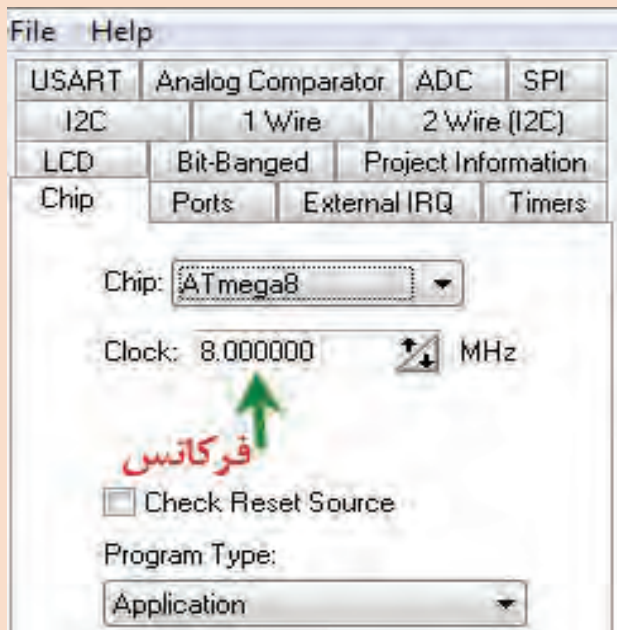 File Help
USART Analog Comparator ADC SPI
I2C 1 Wire 2 Wire (I2C)
LCD Bit-Banged Project Information
Chip Ports External IRQ Timers
Chip: ATmega8
Clock: 8.000000 MHz
فرکانس
Check Reset Source
Program Type:
Application